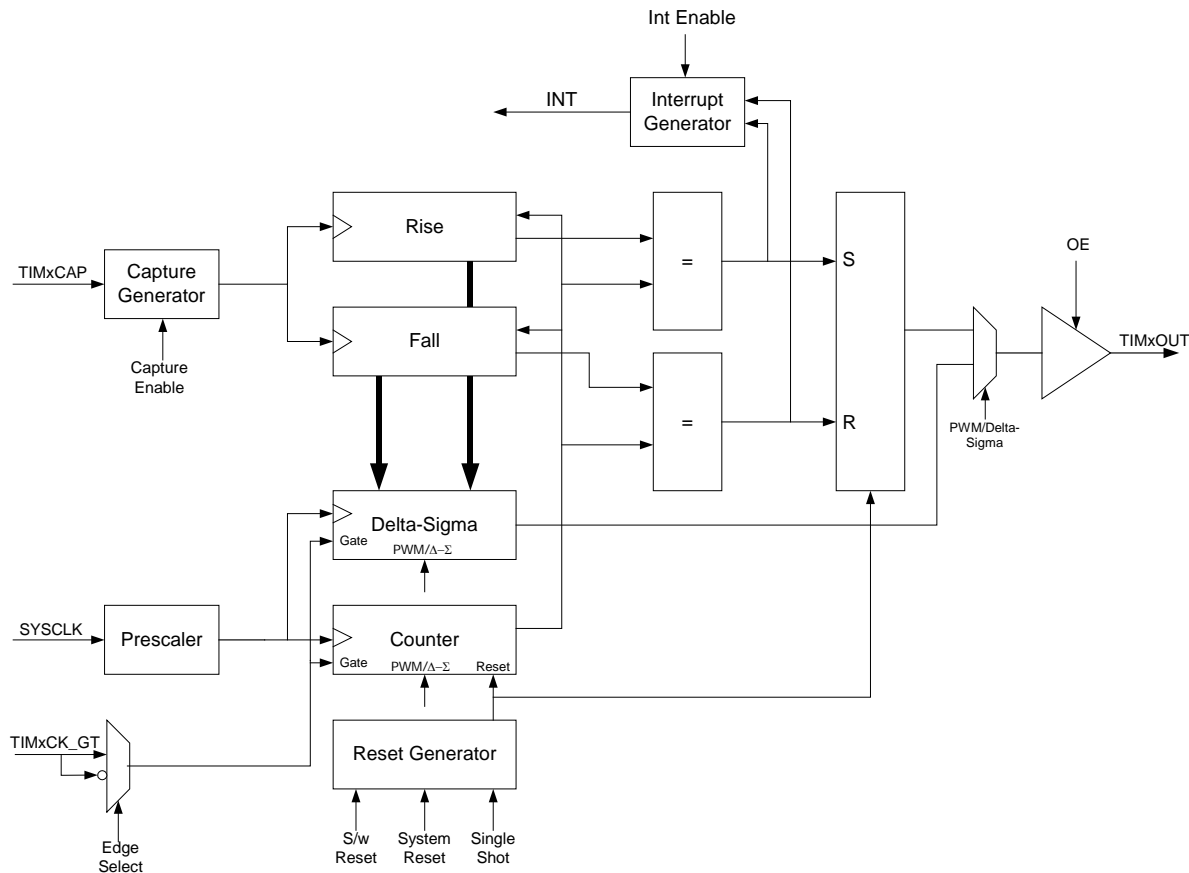 Int Enable
INT
Interrupt
Generator
Rise
TIMxCAP
Capture
Generator
=
S
OE
Fall
TIMxOUT
Capture
Enable
=
R
PWM/Delta-
Sigma
Delta-Sigma
Gate
PWM/Δ−Σ
SYSCLK
Prescaler
Counter
Gate
PWM/Δ−Σ
Reset
TIMxCK_GT
Reset Generator
Edge
Select
S/w
Reset
System
Reset
Single
Shot